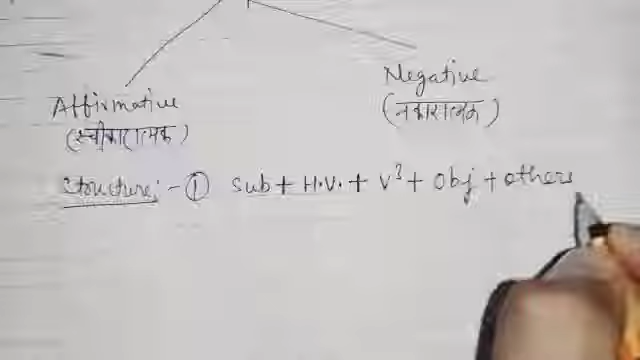 Affirmative
(स्वीकारात्मक)
Negative
(नकारात्मक)
Structure:-① Sub + H.V. + V³ + Obj + others